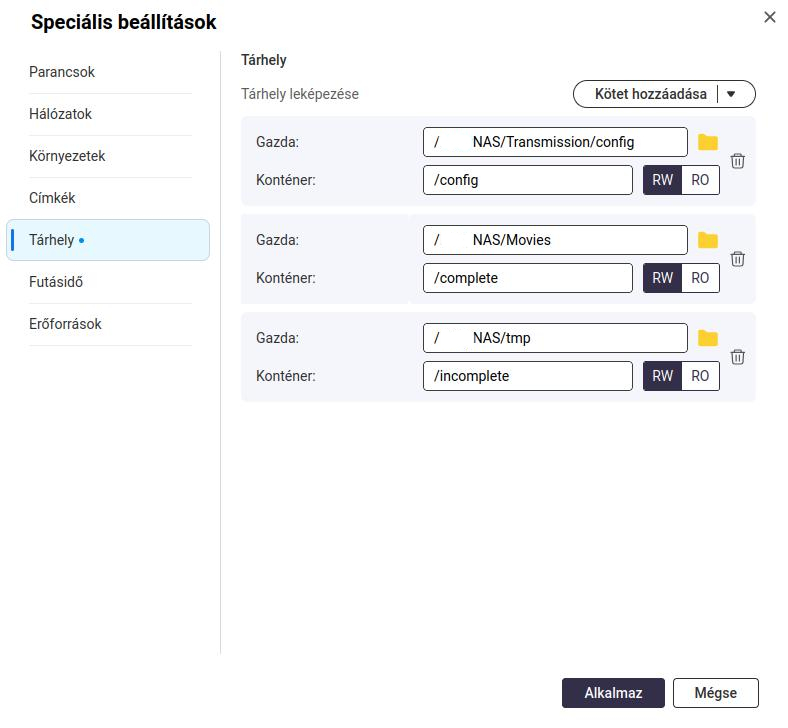 Speciális beállítások
Parancsok
Hálózatok
Környezetek
Címkék
Tárhely
Futásidő
Erőforrások
Tárhely
Tárhely leképezése
Kötet hozzáadása
Gazda: / NAS/Transmission/config
Konténer: /config RW RO
Gazda: / NAS/Movies
Konténer: /complete RW RO
Gazda: / NAS/tmp
Konténer: /incomplete RW RO
Alkalmaz Mégse